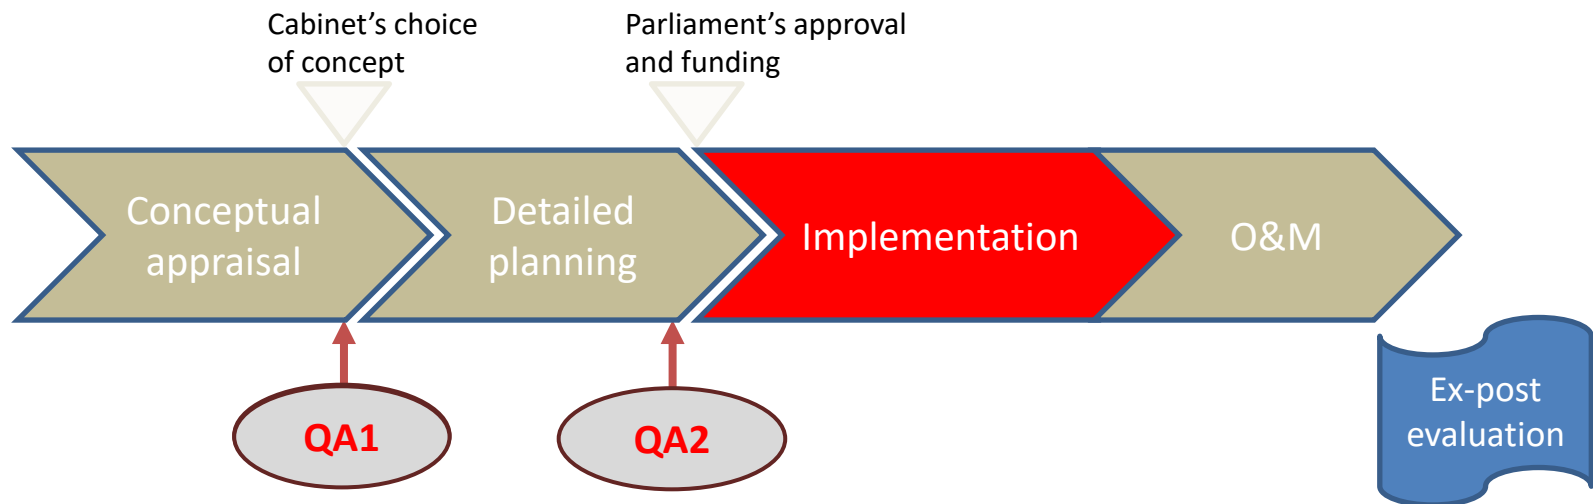 Cabinet’s choice
of concept
Parliament’s approval
and funding
Conceptual
appraisal
Detailed
planning
Implementation
O&M
QA1
QA2
Ex-post
evaluation